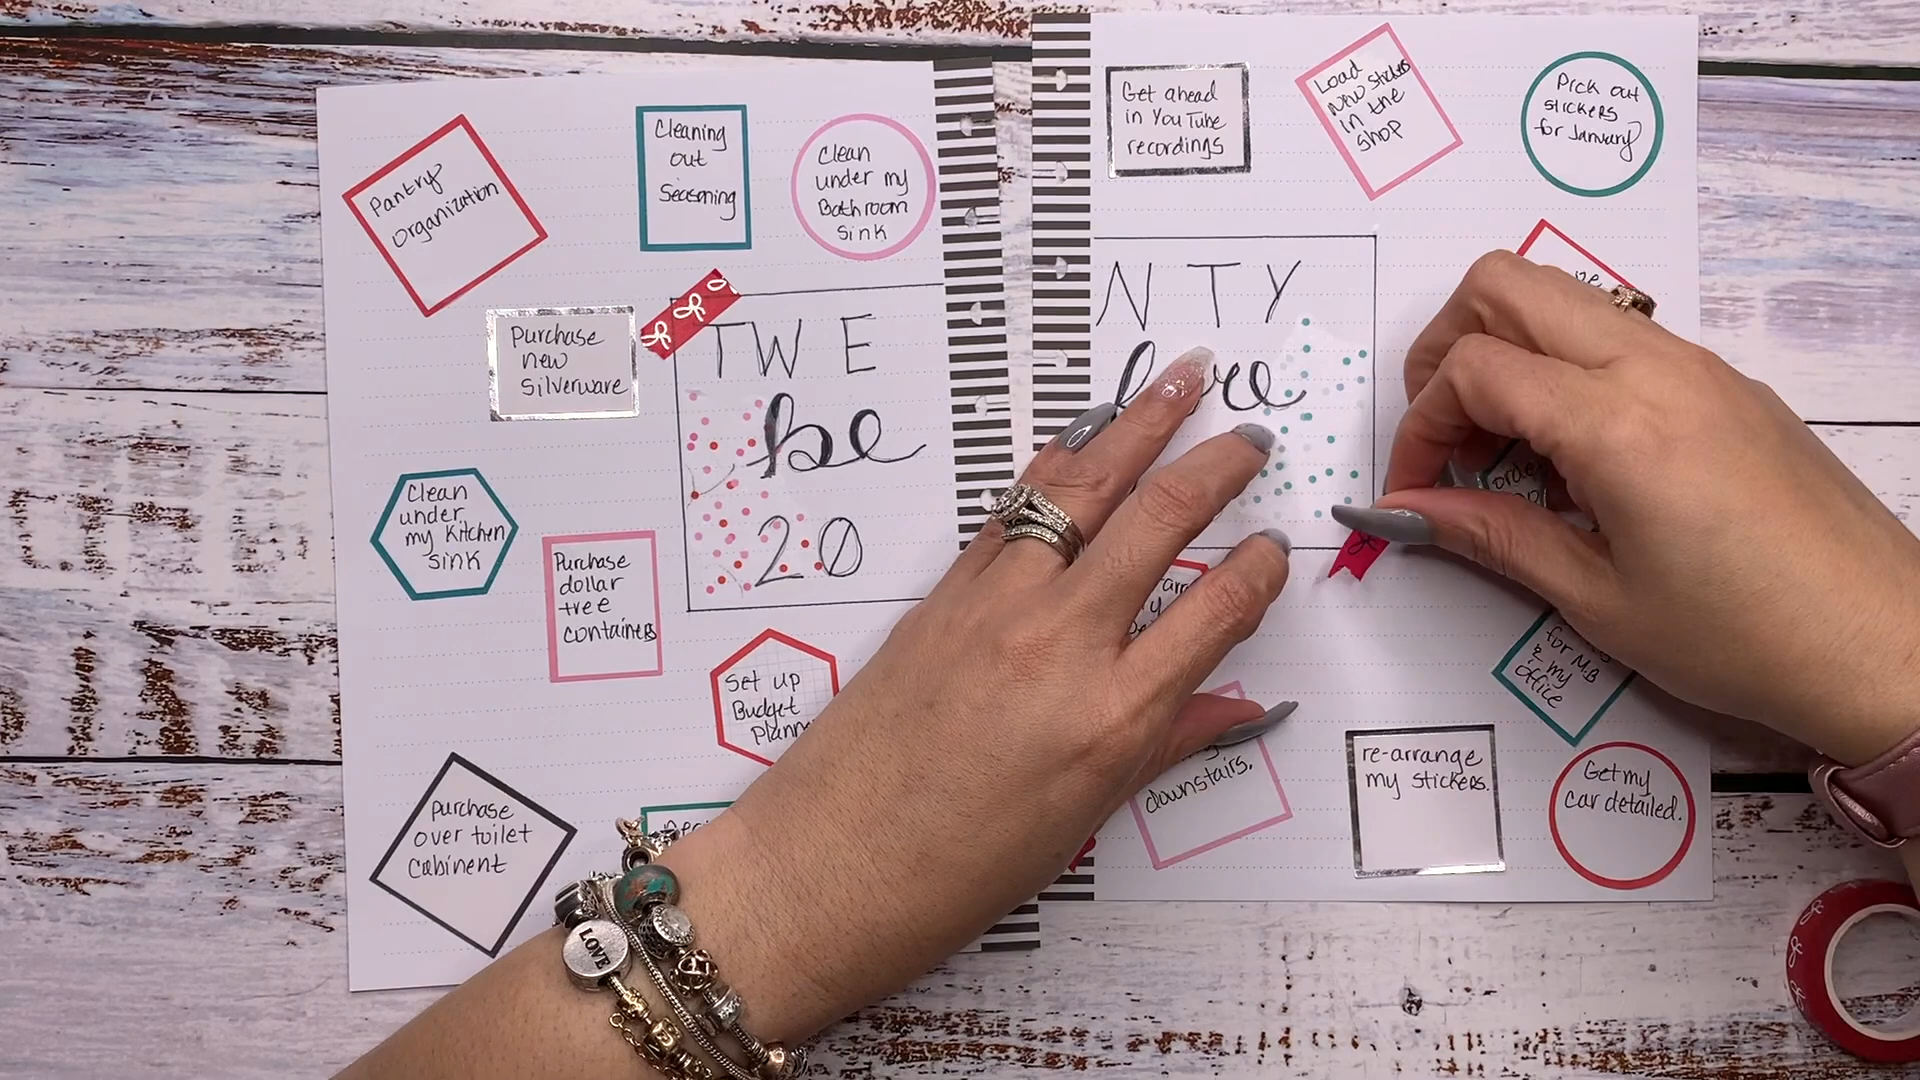 Pantry
organization
Cleaning
out
Seasoning
Clean
under my
Bathroom
sink
Purchase
new
Silverware
TWE
be
20
Clean
under
my Kitchen
sink
Purchase
dollar
tree
containers
Set up
Budget
purchase
over toilet
cabinent
LOVE
Get ahead
in YouTube
recordings
Load
New stickers
in the
shop
Pick out
stickers
for January
NTY
for M.B
& my
office
downstairs.
re-arrange
my stickers.
Get my
car detailed.